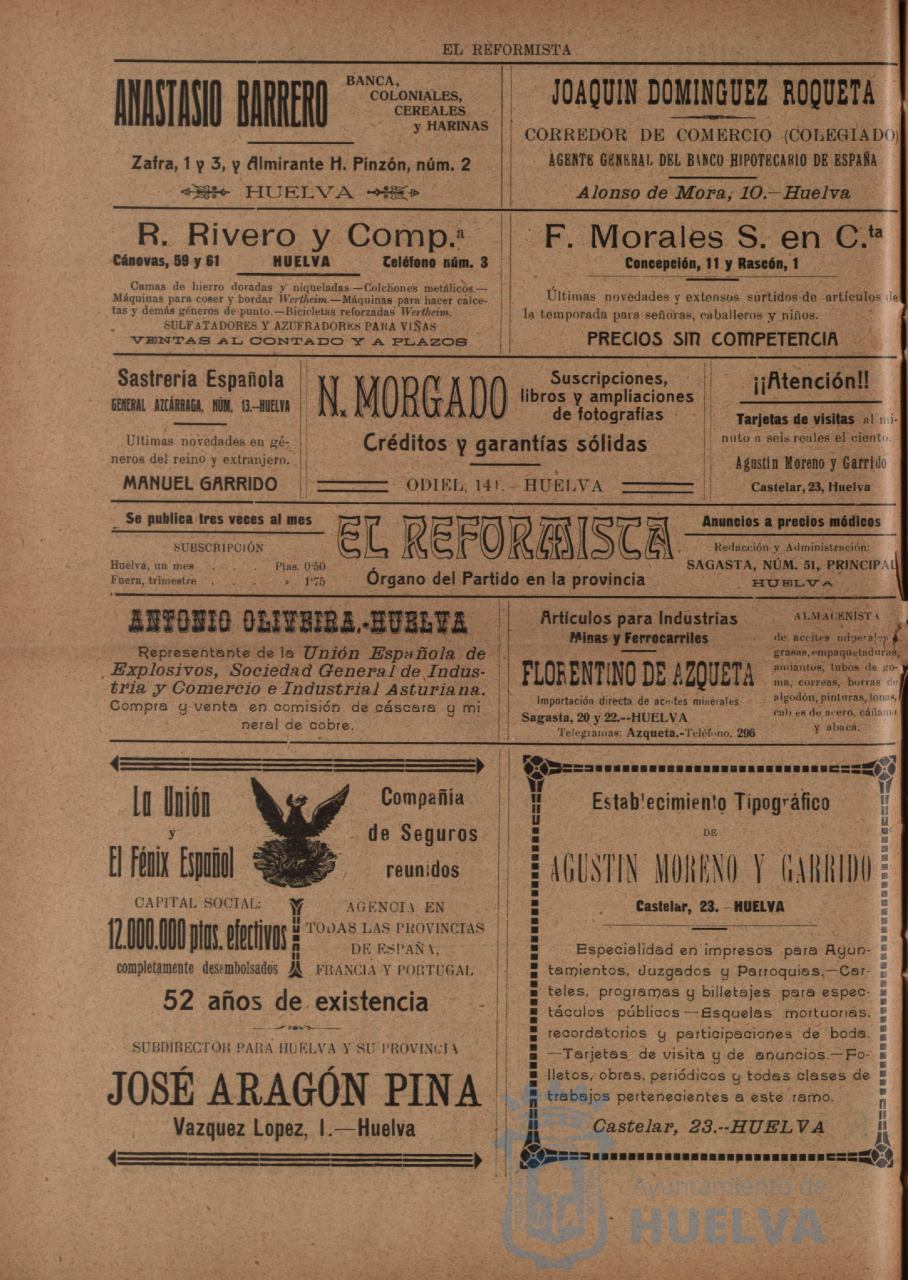 EL REFORMISTA
ANASTASIO BARRERO
BANCA,
COLONIALES,
CEREALES
y HARINAS
Zafra, 1 y 3, y Almirante H. Pinzón, núm. 2
HUELVA
JOAQUIN DOMINGUEZ ROQUETA
CORREDOR DE COMERCIO (COLEGIADO)
AGENTE GENERAL DEL BANCO HIPOTECARIO DE ESPAÑA
Alonso de Mora, 10.-Huelva
R. Rivero y Comp.ª
Cánovas, 59 y 61 HUELVA Teléfono núm. 3
Camas de hierro doradas y niqueladas.—Colchones metálicos.—
Máquinas para coser y bordar Wertheim.—Máquinas para hacer calce-
tas y demás géneros de punto.—Bicicletas reforzadas Wertheim.
SULFATADORES Y AZUFRADORES PARA VIÑAS
VENTAS AL CONTADO Y A PLAZOS
F. Morales S. en C.ta
Concepción, 11 y Rascón, 1
Últimas novedades y extensos surtidos de artículos de
la temporada para señoras, caballeros y niños.
PRECIOS SIN COMPETENCIA
Sastrería Española
GENERAL AZCÁRRAGA, NÚM, 13.--HUELVA
Ultimas novedades en gé-
neros del reino y extranjero.
MANUEL GARRIDO
N. MORGADO
Suscripciones,
libros y ampliaciones
de fotografías
Créditos y garantías sólidas
ODIEL, 141.- HUELVA
¡¡Atención!!
Tarjetas de visitas al mi-
nuto a seis reales el ciento.
Agustin Moreno y Garrido
Castelar, 23, Huelva
Se publica tres veces al mes
SUBSCRIPCIÓN
Huelva, un mes . . . Ptas. 0'50
Fuera, trimestre . . . . » 1'75
EL REFORMISTA
Órgano del Partido en la provincia
Anuncios a precios módicos
Redacción y Administración:
SAGASTA, NÚM. 51, PRINCIPAL
HUELVA
ANTONIO OLIVEIRA.-HUELVA
Representante de la Unión Española de
Explosivos, Sociedad General de Indus-
tria y Comercio e Industrial Asturiana.
Compra y venta en comisión de cáscara y mi
neral de cobre.
Artículos para Industrias
Minas y Ferrocarriles
FLORENTINO DE AZQUETA
Importación directa de aceites minerales
Sagasta, 20 y 22.--HUELVA
Telegramas: Azqueta.-Teléfono, 296
ALMACENISTA
de aceites minerales
grasas, empaquetaduras,
amiantos, tubos de go-
ma, correas, borras de
algodón, pinturas, lonas,
cables de acero, cáñamo
y abacá.
La Unión
y
El Fénix Español
Compañía
de Seguros
reunidos
CAPITAL SOCIAL:
12.000.000 ptas. efectivos
completamente desembolsados
AGENCIA EN
TODAS LAS PROVINCIAS
DE ESPAÑA,
FRANCIA Y PORTUGAL
52 años de existencia
SUBDIRECTOR PARA HUELVA Y SU PROVINCIA
JOSÉ ARAGÓN PINA
Vazquez Lopez, 1.—Huelva
Establecimiento Tipográfico
DE
AGUSTIN MORENO Y GARRIDO
Castelar, 23. - HUELVA
Especialidad en impresos para Ayun-
tamientos, Juzgados y Parroquias.—Car-
teles, programas y billetajes para espec-
táculos públicos—Esquelas mortuorias,
recordatorios y participaciones de boda.
—Tarjetas de visita y de anuncios.—Fo-
lletos, obras, periódicos y todas clases de
trabajos pertenecientes a este ramo.
Castelar, 23.--HUELVA
Ayuntamiento de
HUELVA